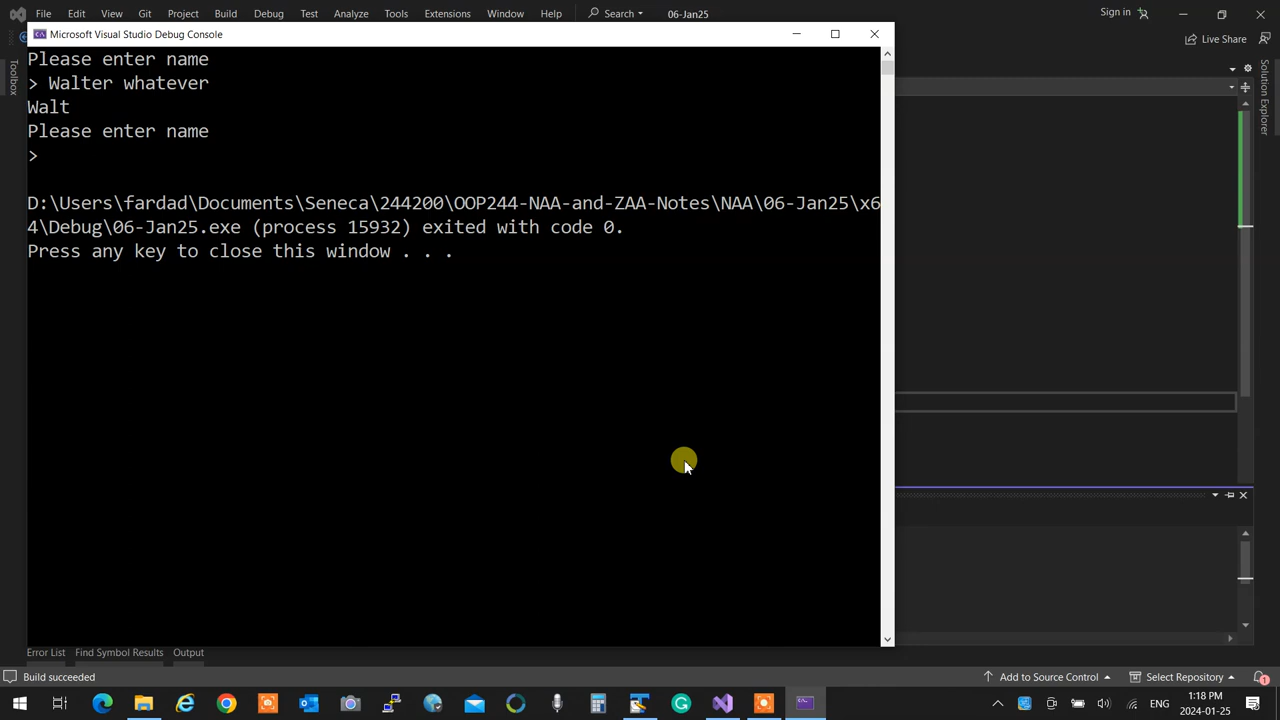 File Edit View Git Project Build Debug Test Analyze Tools Extensions Window Help Search 06-Jan25 Sign in
Microsoft Visual Studio Debug Console
Live Share
Toolbox
Solution Explorer
Please enter name
> Walter whatever
Walt
Please enter name
>
D:\Users\fardad\Documents\Seneca\244200\OOP244-NAA-and-ZAA-Notes\NAA\06-Jan25\x6
4\Debug\06-Jan25.exe (process 15932) exited with code 0.
Press any key to close this window . . .
Error List Find Symbol Results Output
Build succeeded
Add to Source Control Select Repository 1
ENG 1:18 PM
2024-01-25